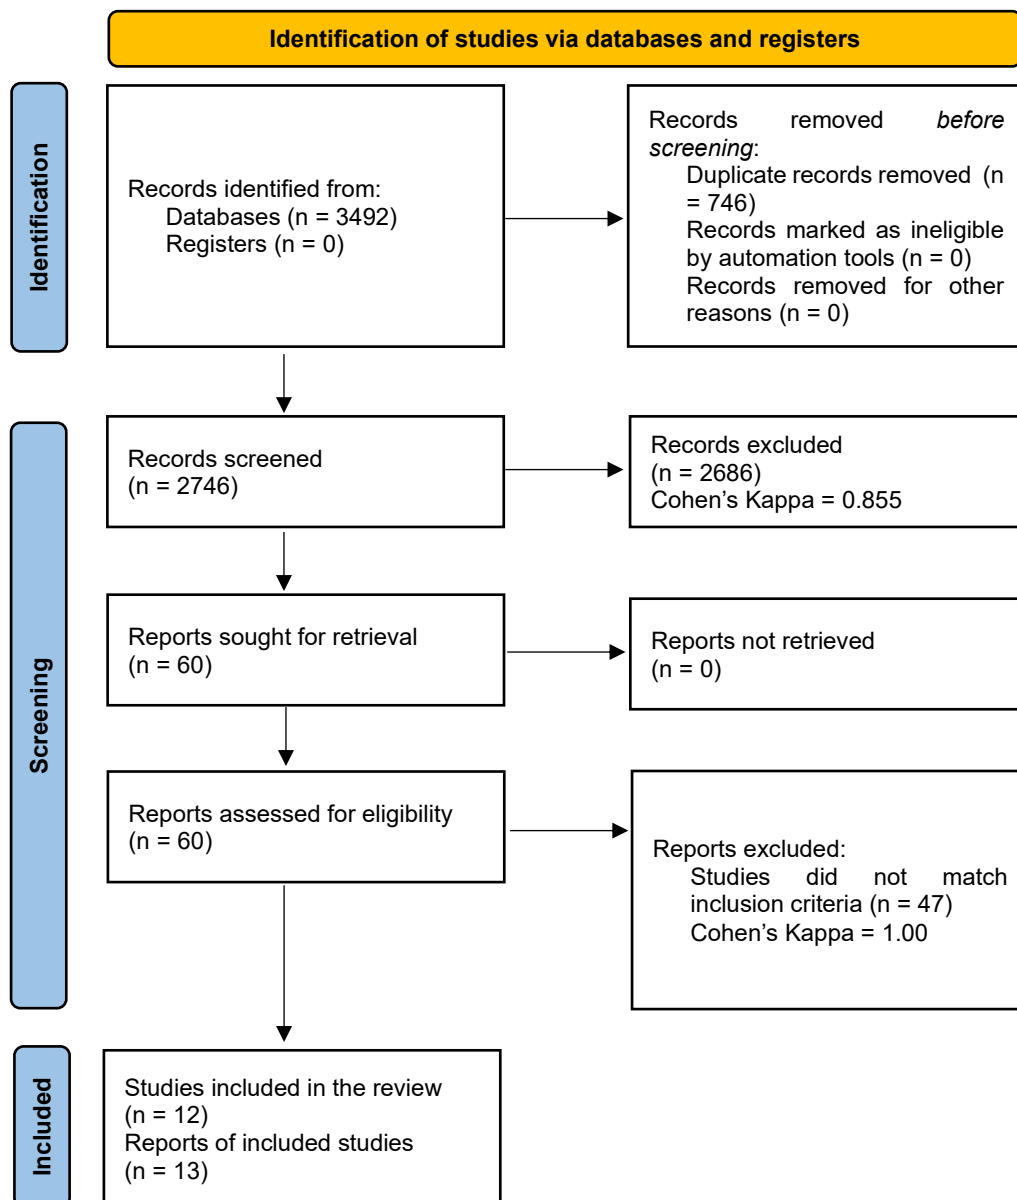 Identification of studies via databases and registers
Identification
Records identified from:
Databases (n = 3492)
Registers (n = 0)
Records removed before
screening:
Duplicate records removed (n
= 746)
Records marked as ineligible
by automation tools (n = 0)
Records removed for other
reasons (n = 0)
Screening
Records screened
(n = 2746)
Records excluded
(n = 2686)
Cohen’s Kappa = 0.855
Reports sought for retrieval
(n = 60)
Reports not retrieved
(n = 0)
Reports assessed for eligibility
(n = 60)
Reports excluded:
Studies did not match
inclusion criteria (n = 47)
Cohen’s Kappa = 1.00
Included
Studies included in the review
(n = 12)
Reports of included studies
(n = 13)